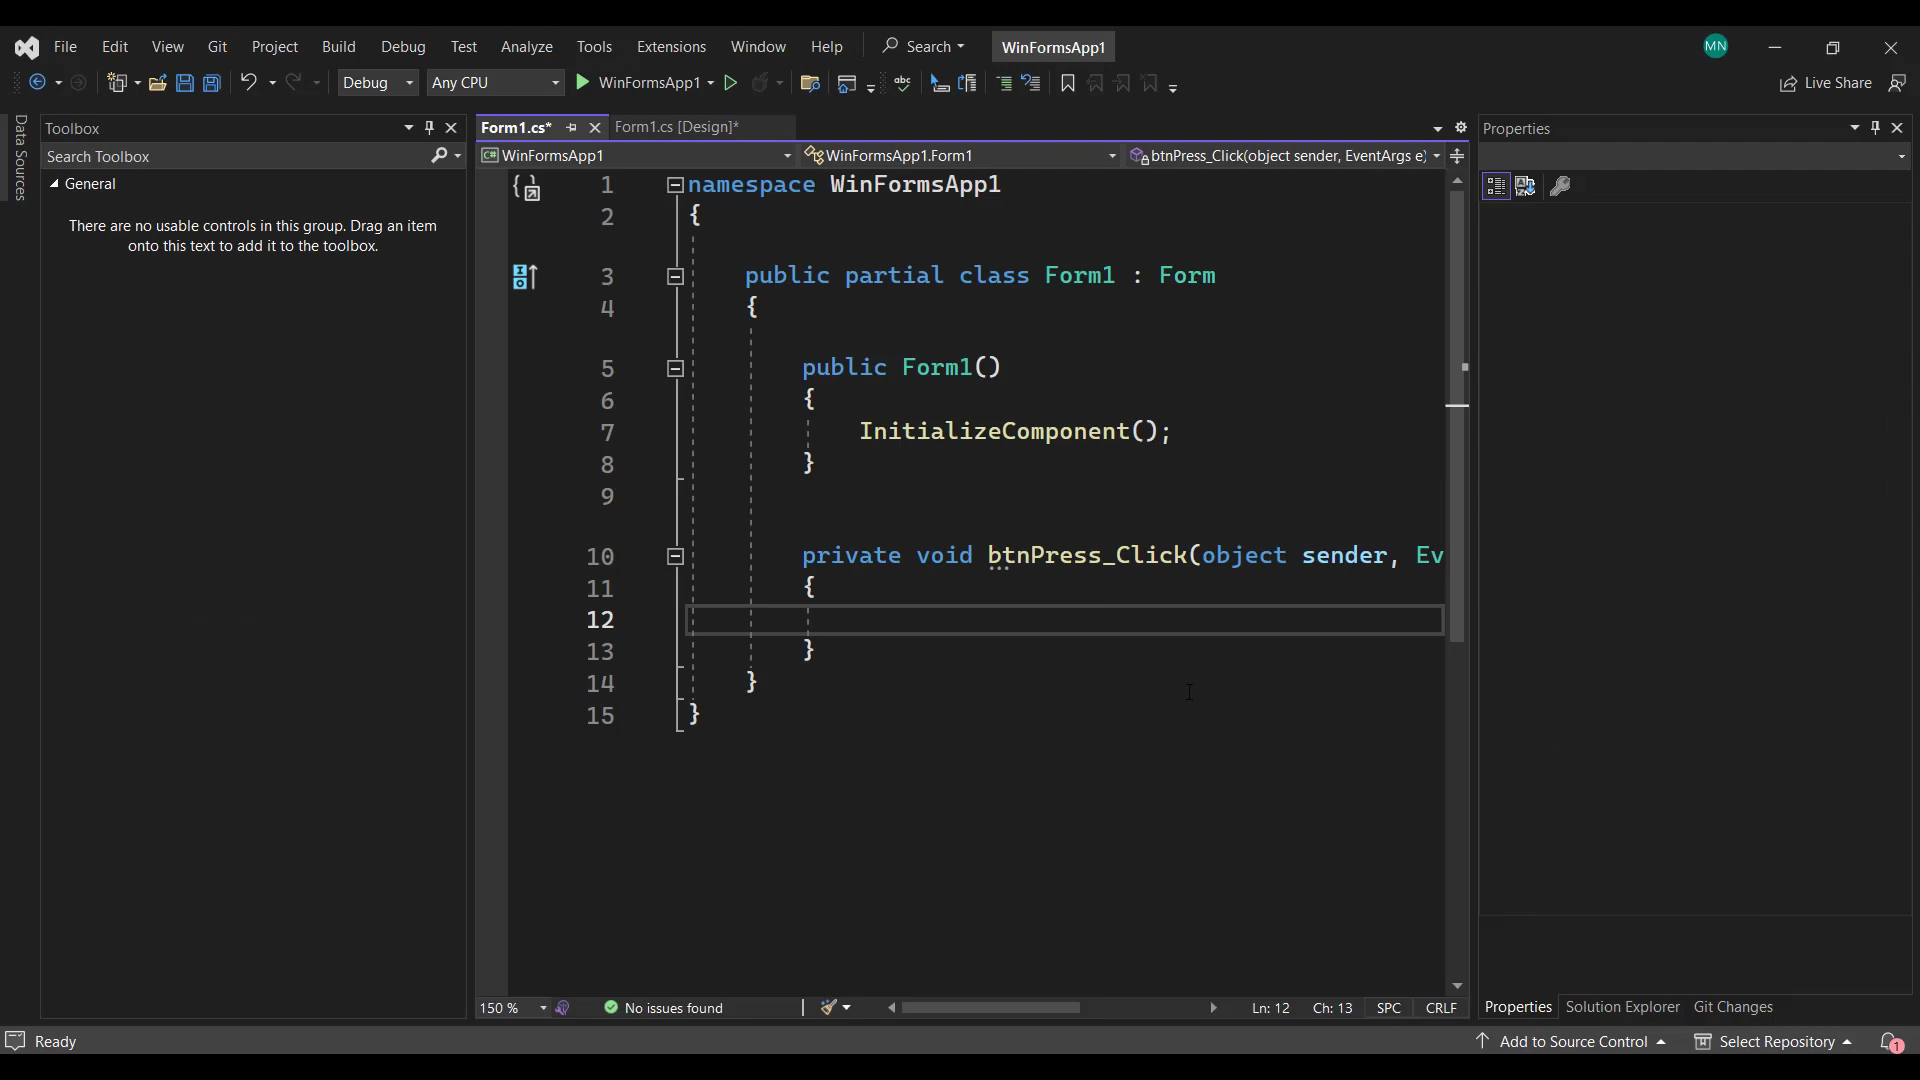 File Edit View Git Project Build Debug Test Analyze Tools Extensions Window Help Search WinFormsApp1 MN
Debug Any CPU WinFormsApp1 abc Live Share
Data Sources
Toolbox
Search Toolbox
General
There are no usable controls in this group. Drag an item
onto this text to add it to the toolbox.
Form1.cs* Form1.cs [Design]*
C# WinFormsApp1 WinFormsApp1.Form1 btnPress_Click(object sender, EventArgs e)
1 namespace WinFormsApp1
2 {
3 public partial class Form1 : Form
4 {
5 public Form1()
6 {
7 InitializeComponent();
8 }
9
10 private void btnPress_Click(object sender, Ev
11 {
12
13 }
14 }
15 }
150 % No issues found Ln: 12 Ch: 13 SPC CRLF
Properties
Properties Solution Explorer Git Changes
Ready Add to Source Control Select Repository 1